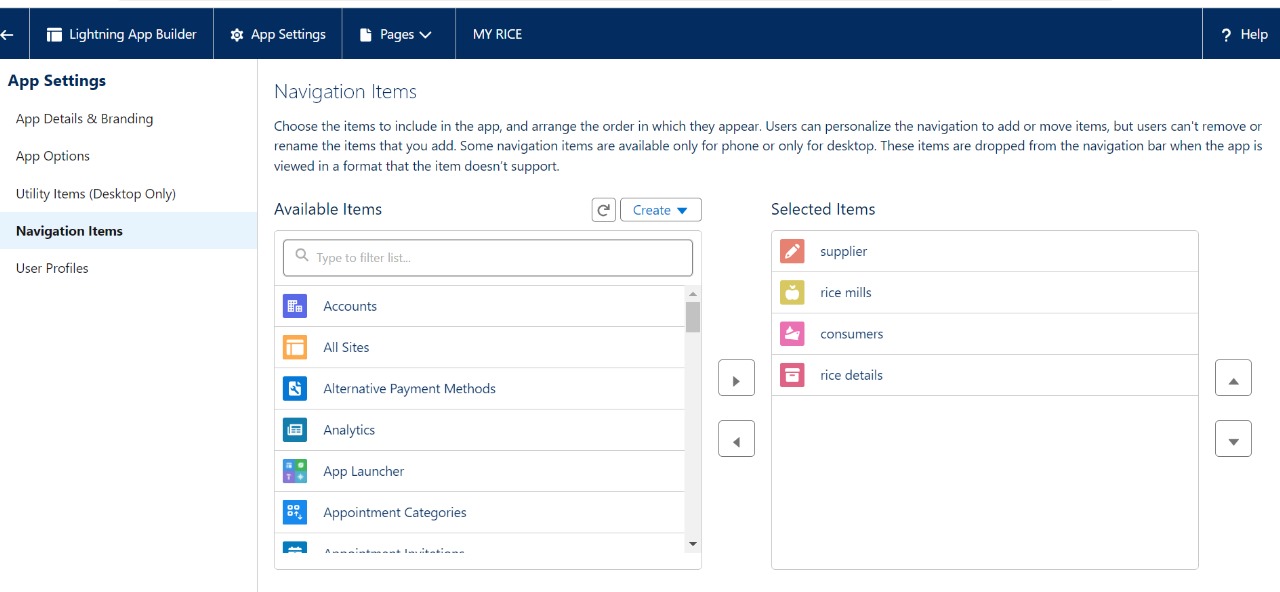 Lightning App Builder
App Settings
Pages
MY RICE
? Help
App Settings
App Details & Branding
App Options
Utility Items (Desktop Only)
Navigation Items
User Profiles
Navigation Items
Choose the items to include in the app, and arrange the order in which they appear. Users can personalize the navigation to add or move items, but users can't remove or
rename the items that you add. Some navigation items are available only for phone or only for desktop. These items are dropped from the navigation bar when the app is
viewed in a format that the item doesn't support.
Available Items
Create
Type to filter list...
Accounts
All Sites
Alternative Payment Methods
Analytics
App Launcher
Appointment Categories
Appointment Invitations
Selected Items
supplier
rice mills
consumers
rice details